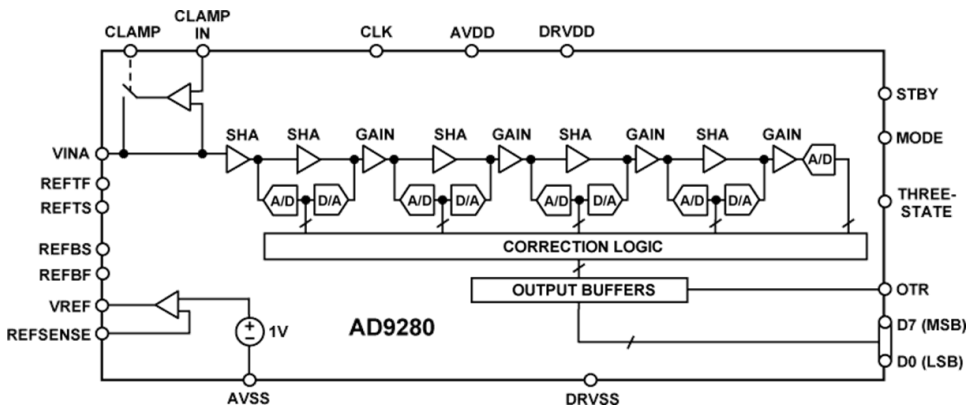 CLAMP
CLAMP
IN
CLK
AVDD
DRVDD
STBY
MODE
THREE-
STATE
OTR
D7 (MSB)
D0 (LSB)
VINA
REFTF
REFTS
REFBS
REFBF
VREF
REFSENSE
SHA
SHA
GAIN
SHA
GAIN
SHA
GAIN
SHA
GAIN
A/D
A/D
D/A
A/D
D/A
A/D
D/A
A/D
D/A
CORRECTION LOGIC
OUTPUT BUFFERS
+
−
1V
AD9280
AVSS
DRVSS